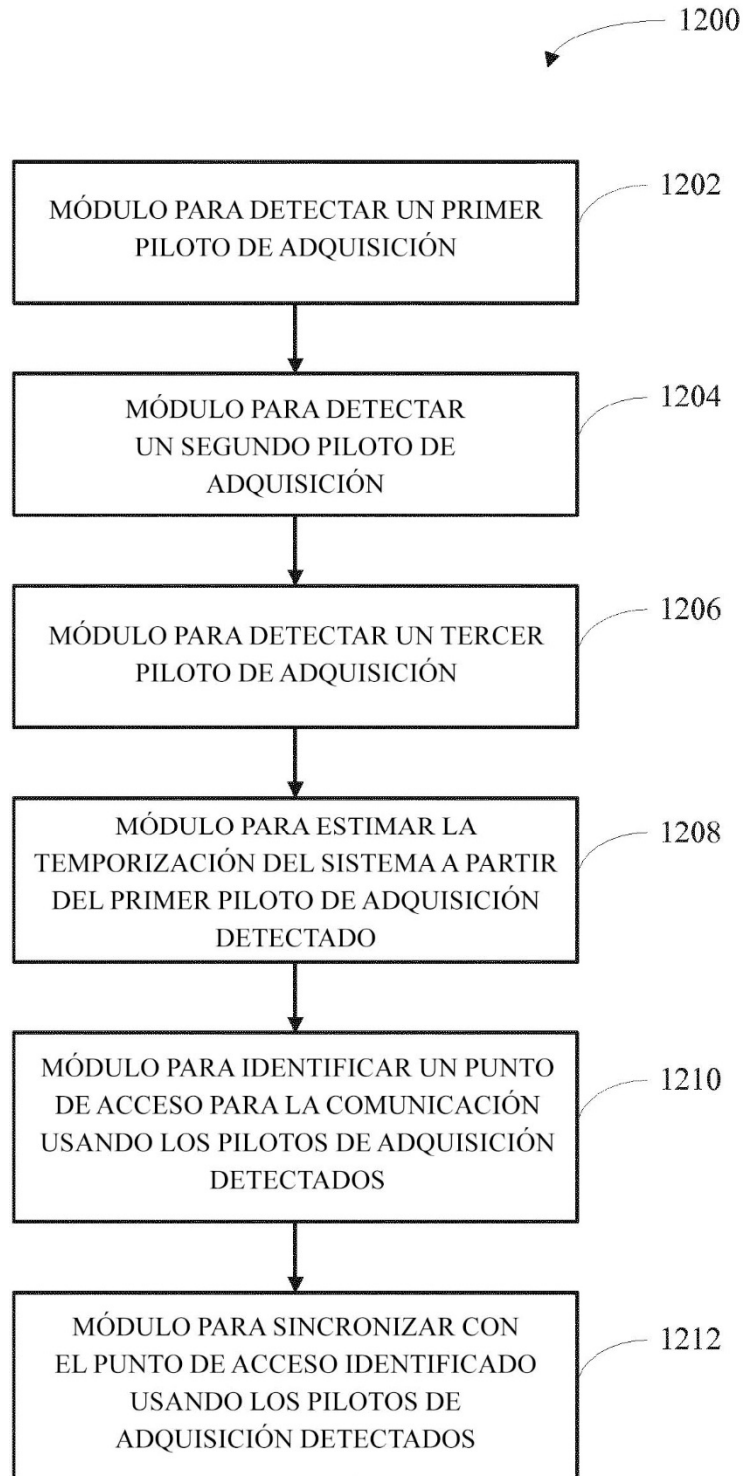 1200
MÓDULO PARA DETECTAR UN PRIMER
PILOTO DE ADQUISICIÓN
1202
MÓDULO PARA DETECTAR
UN SEGUNDO PILOTO DE
ADQUISICIÓN
1204
MÓDULO PARA DETECTAR UN TERCER
PILOTO DE ADQUISICIÓN
1206
MÓDULO PARA ESTIMAR LA
TEMPORIZACIÓN DEL SISTEMA A PARTIR
DEL PRIMER PILOTO DE ADQUISICIÓN
DETECTADO
1208
MÓDULO PARA IDENTIFICAR UN PUNTO
DE ACCESO PARA LA COMUNICACIÓN
USANDO LOS PILOTOS DE ADQUISICIÓN
DETECTADOS
1210
MÓDULO PARA SINCRONIZAR CON
EL PUNTO DE ACCESO IDENTIFICADO
USANDO LOS PILOTOS DE
ADQUISICIÓN DETECTADOS
1212